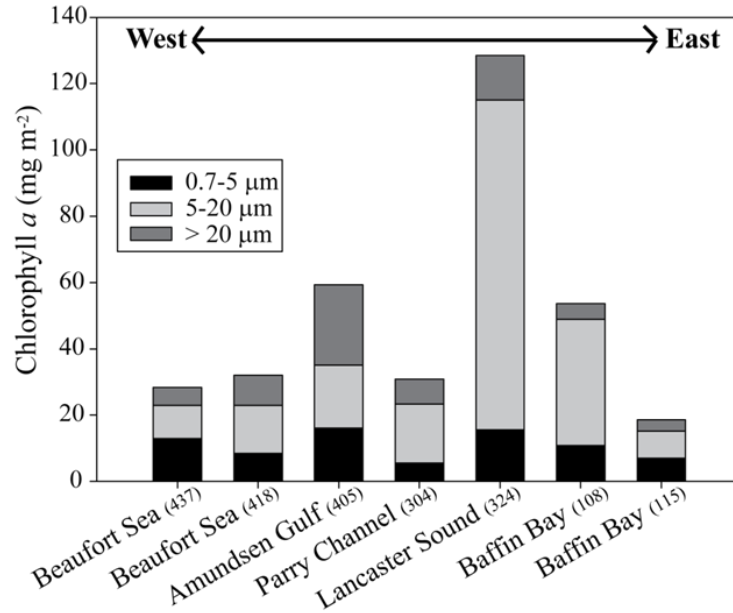 140
120
100
80
60
40
20
0
Chlorophyll a (mg m-2)
West East
0.7-5 μm
5-20 μm
> 20 μm
Beaufort Sea (437)
Beaufort Sea (418)
Amundsen Gulf (405)
Parry Channel (304)
Lancaster Sound (324)
Baffin Bay (108)
Baffin Bay (115)